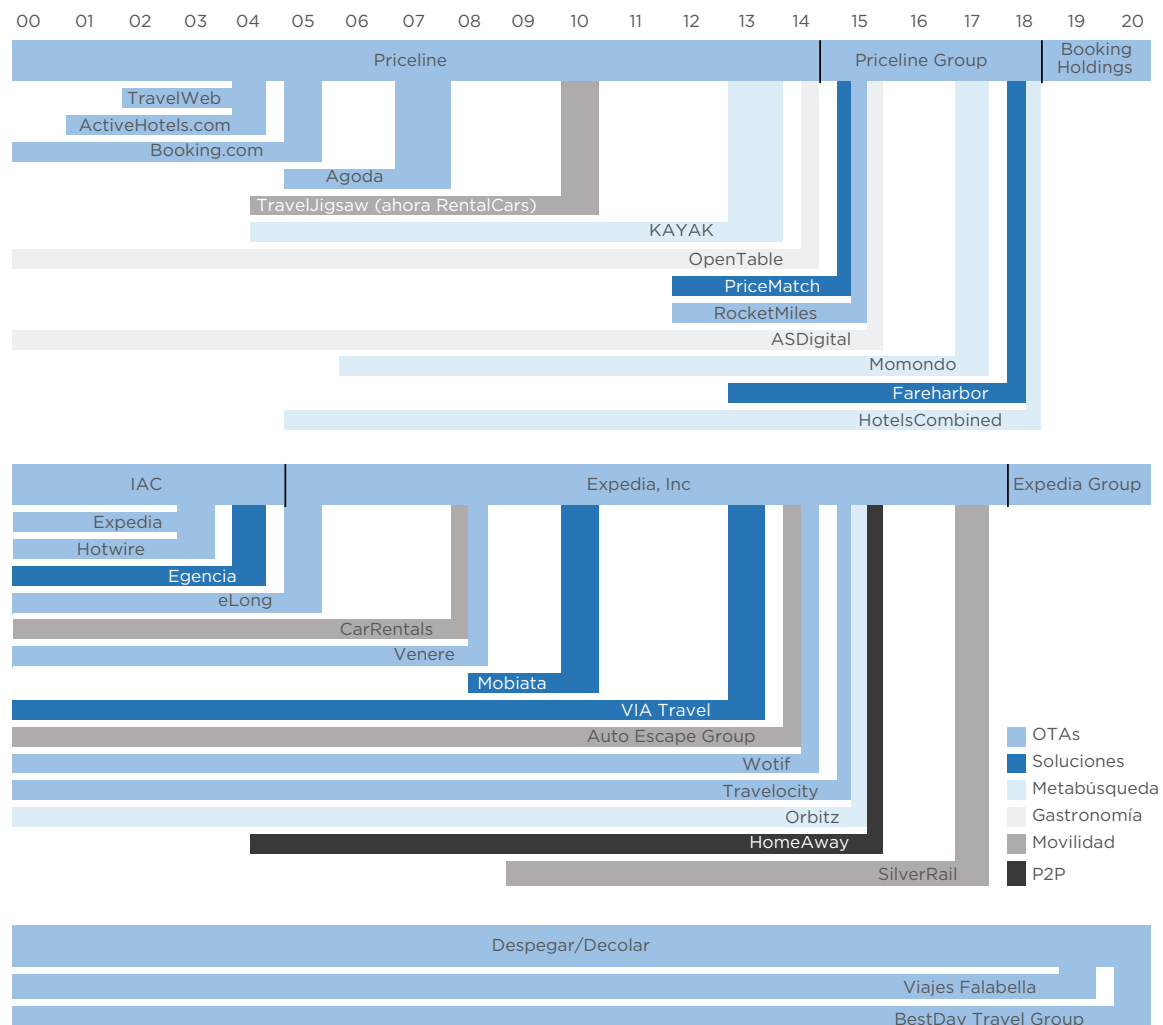 00 01 02 03 04 05 06 07 08 09 10 11 12 13 14 15 16 17 18 19 20
Priceline
Priceline Group
Booking
Holdings
TravelWeb
ActiveHotels.com
Booking.com
Agoda
TravelJigsaw (ahora RentalCars)
KAYAK
OpenTable
PriceMatch
RocketMiles
ASDigital
Momondo
Fareharbor
HotelsCombined
IAC
Expedia, Inc
Expedia Group
Expedia
Hotwire
Egencia
eLong
CarRentals
Venere
Mobiata
VIA Travel
Auto Escape Group
Wotif
Travelocity
Orbitz
HomeAway
SilverRail
OTAs
Soluciones
Metabúsqueda
Gastronomía
Movilidad
P2P
Despegar/Decolar
Viajes Falabella
BestDay Travel Group